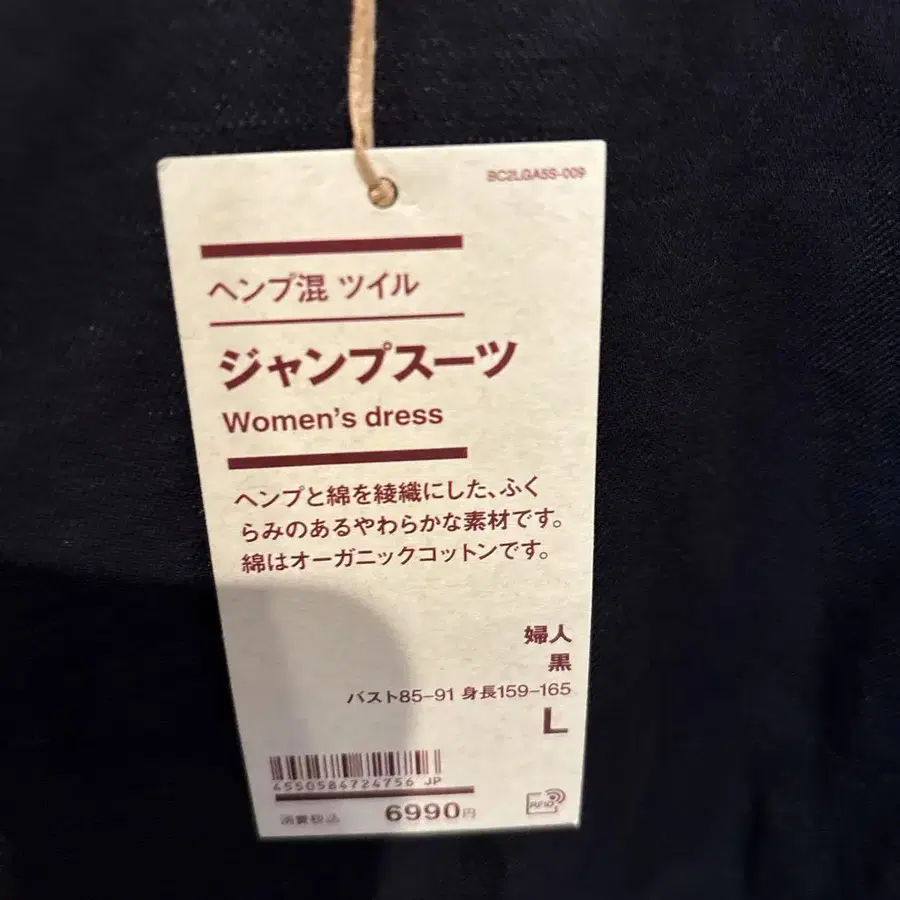 BC2LGA5S-009
ヘンプ混 ツイル
ジャンプスーツ
Women's dress
ヘンプと綿を綾織にした、ふく
らみのあるやわらかな素材です。
綿はオーガニックコットンです。
婦人
黒
バスト85-91 身長159-165
L
4550584724756 JP
消費税込 6990円
RFID